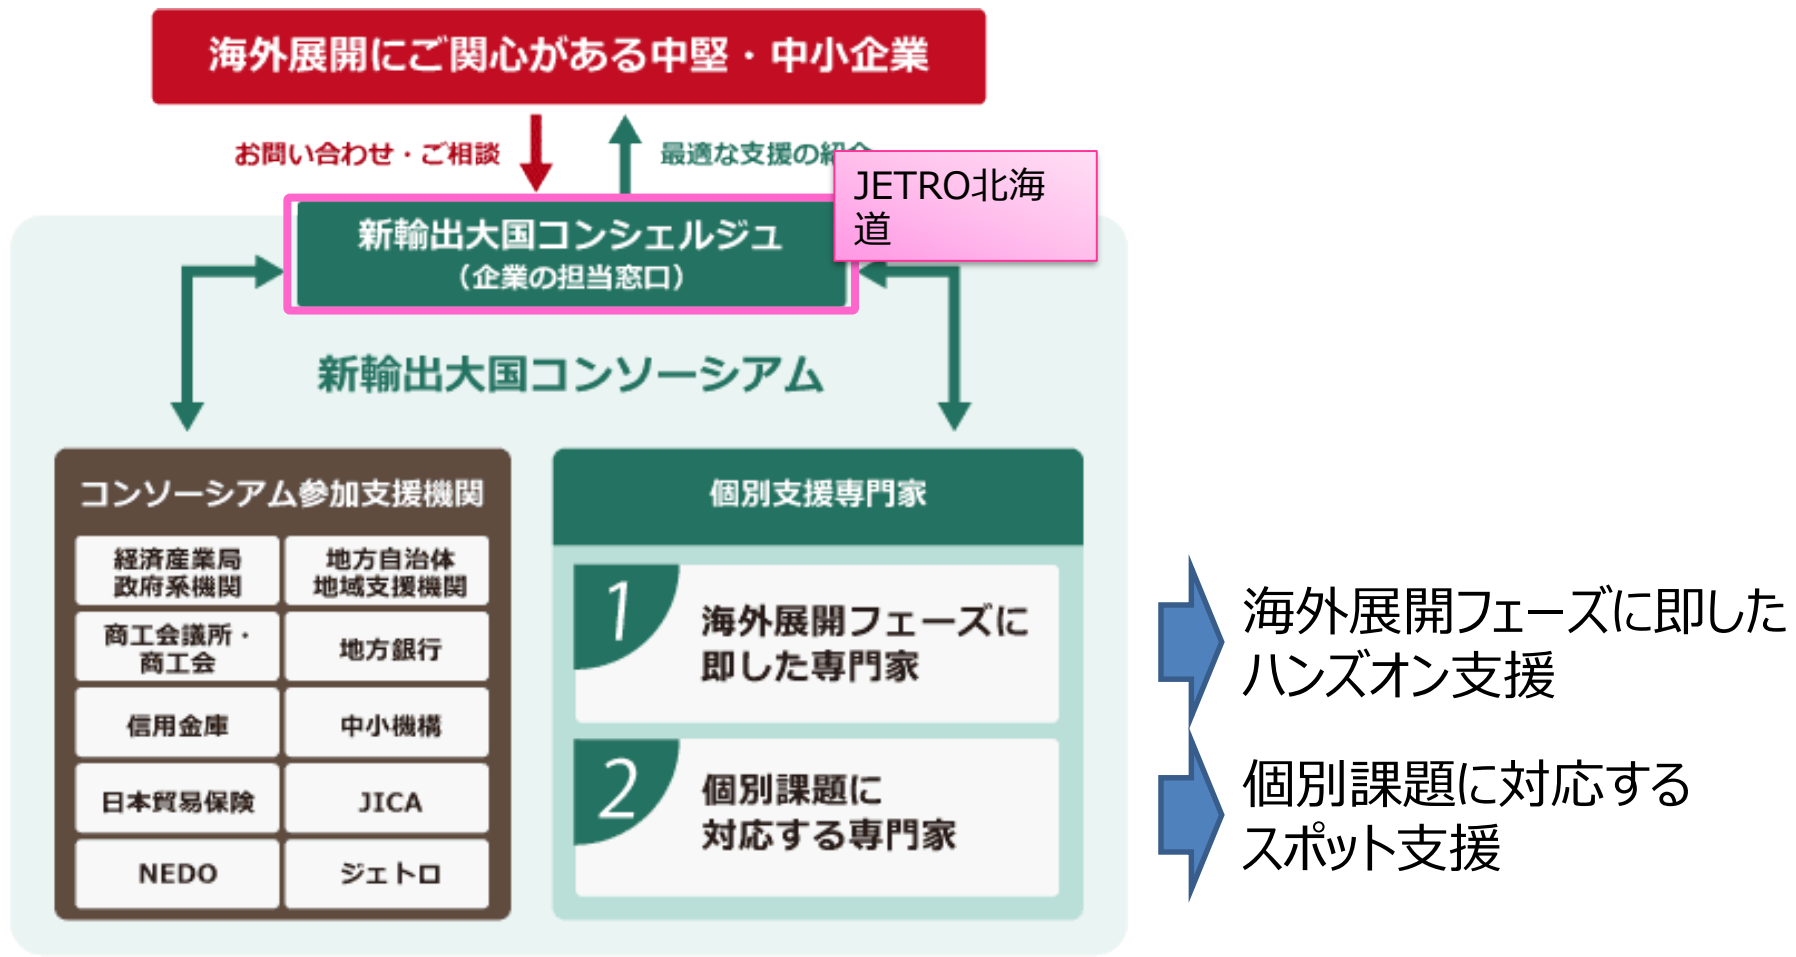 海外展開にご関心がある中堅・中小企業
お問い合わせ・ご相談
最適な支援の紹介
JETRO北海
道
新輸出大国コンシェルジュ
（企業の担当窓口）
新輸出大国コンソーシアム
コンソーシアム参加支援機関
経済産業局
政府系機関
地方自治体
地域支援機関
商工会議所・
商工会
地方銀行
信用金庫
中小機構
日本貿易保険
JICA
NEDO
ジェトロ
個別支援専門家
1
海外展開フェーズに
即した専門家
2
個別課題に
対応する専門家
海外展開フェーズに即した
ハンズオン支援
個別課題に対応する
スポット支援